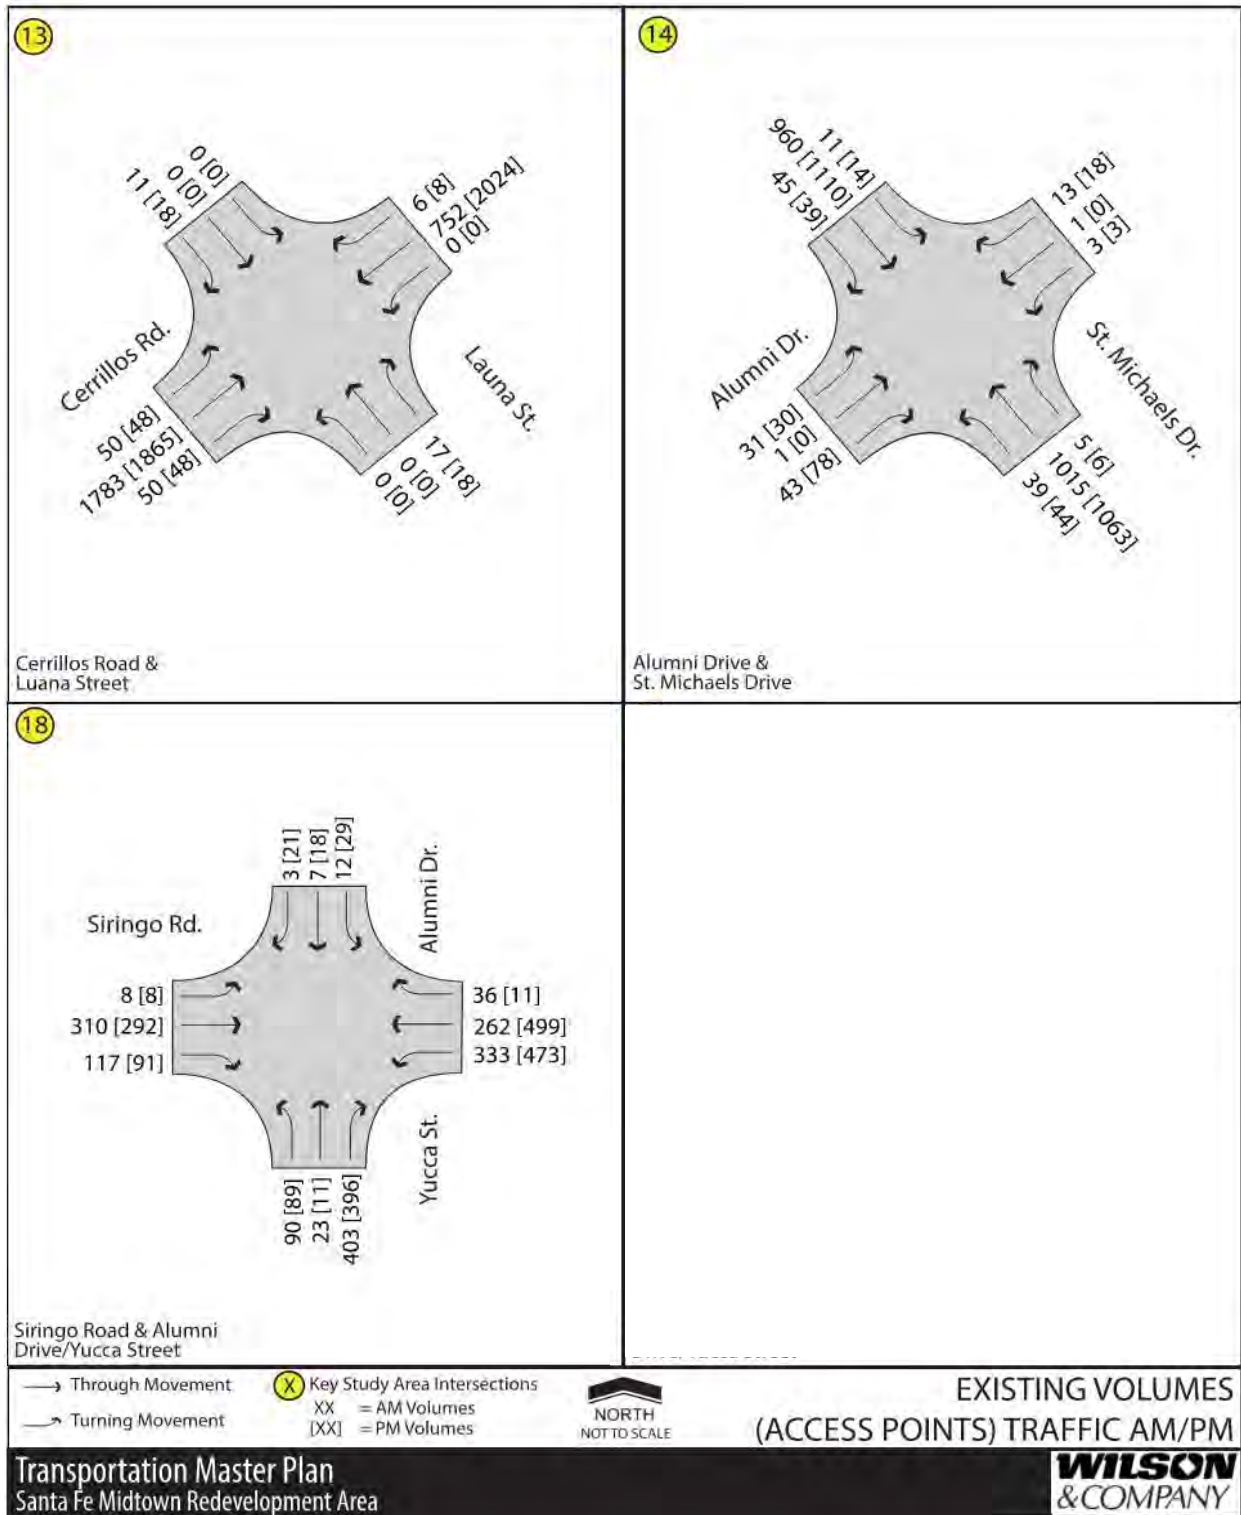 13
0 [0]
0 [0]
11 [18]
6 [8]
752 [2024]
0 [0]
Cerrillos Rd.
Launa St.
50 [48]
1783 [1865]
50 [48]
17 [18]
0 [0]
0 [0]
Cerrillos Road &
Luana Street
14
11 [14]
960 [1110]
45 [39]
13 [18]
1 [0]
3 [3]
Alumni Dr.
St. Michaels Dr.
31 [30]
1 [0]
43 [78]
5 [6]
1015 [1063]
39 [44]
Alumni Drive &
St. Michaels Drive
18
3 [21]
7 [18]
12 [29]
Alumni Dr.
Siringo Rd.
8 [8]
310 [292]
117 [91]
36 [11]
262 [499]
333 [473]
Yucca St.
90 [89]
23 [11]
403 [396]
Siringo Road & Alumni
Drive/Yucca Street
Through Movement
Turning Movement
X Key Study Area Intersections
XX = AM Volumes
[XX] = PM Volumes
NORTH
NOT TO SCALE
EXISTING VOLUMES
(ACCESS POINTS) TRAFFIC AM/PM
Transportation Master Plan
Santa Fe Midtown Redevelopment Area
WILSON
&COMPANY